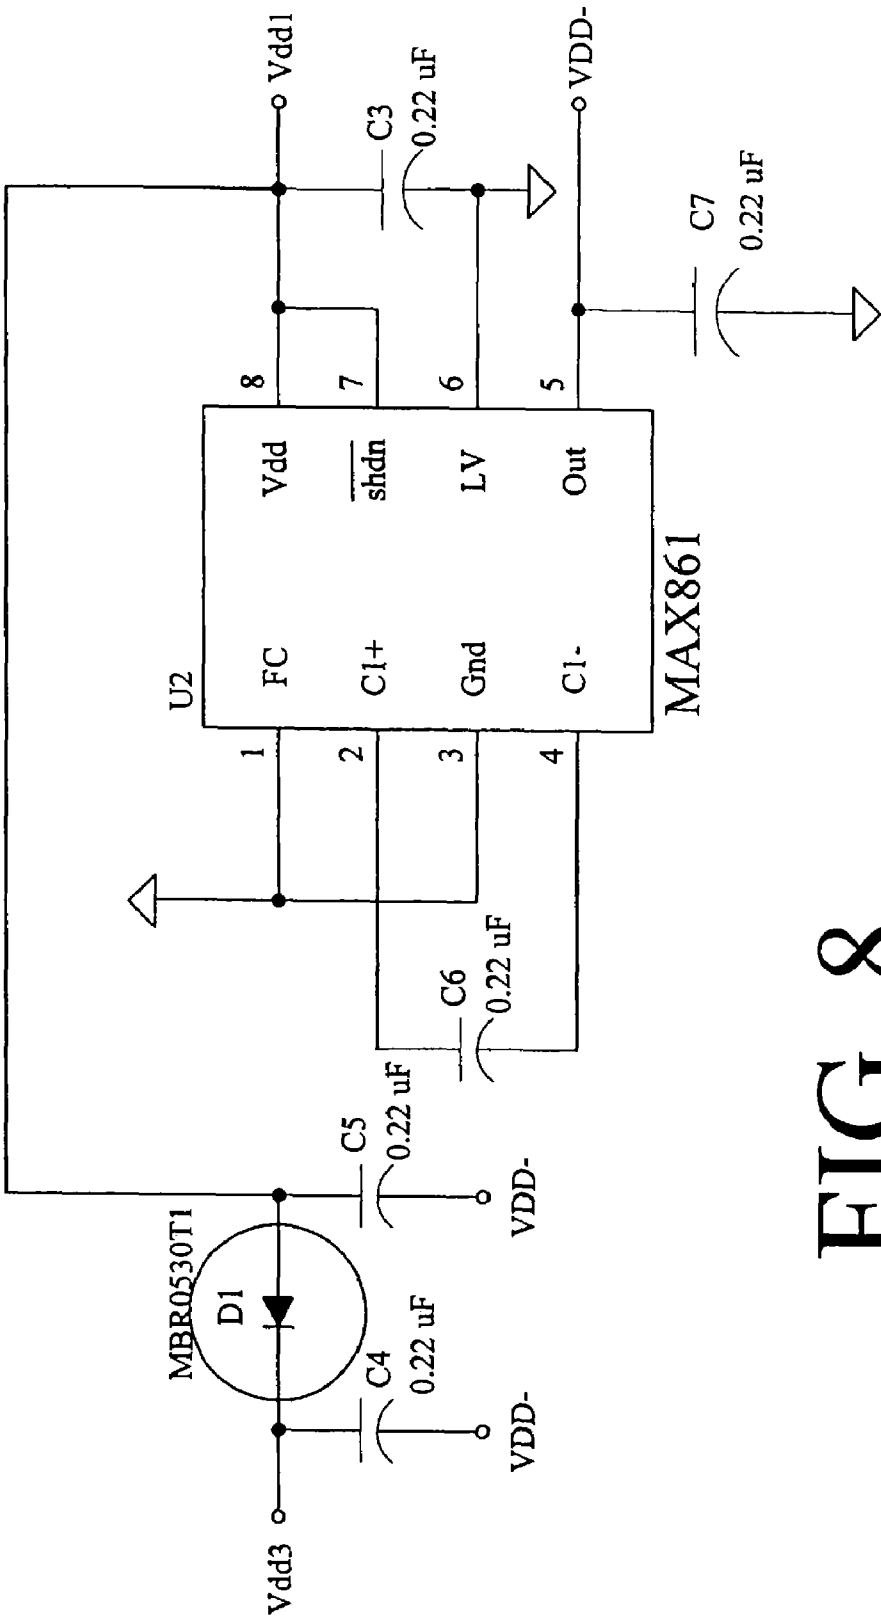 MBR0530T1
D1
Vdd3
C4
0.22 uF
VDD-
C5
0.22 uF
VDD-
C6
0.22 uF
U2
1
FC
Vdd
8
2
C1+
shdn
7
3
Gnd
LV
6
4
C1-
Out
5
MAX861
Vdd1
C3
0.22 uF
VDD-
C7
0.22 uF
FIG 8